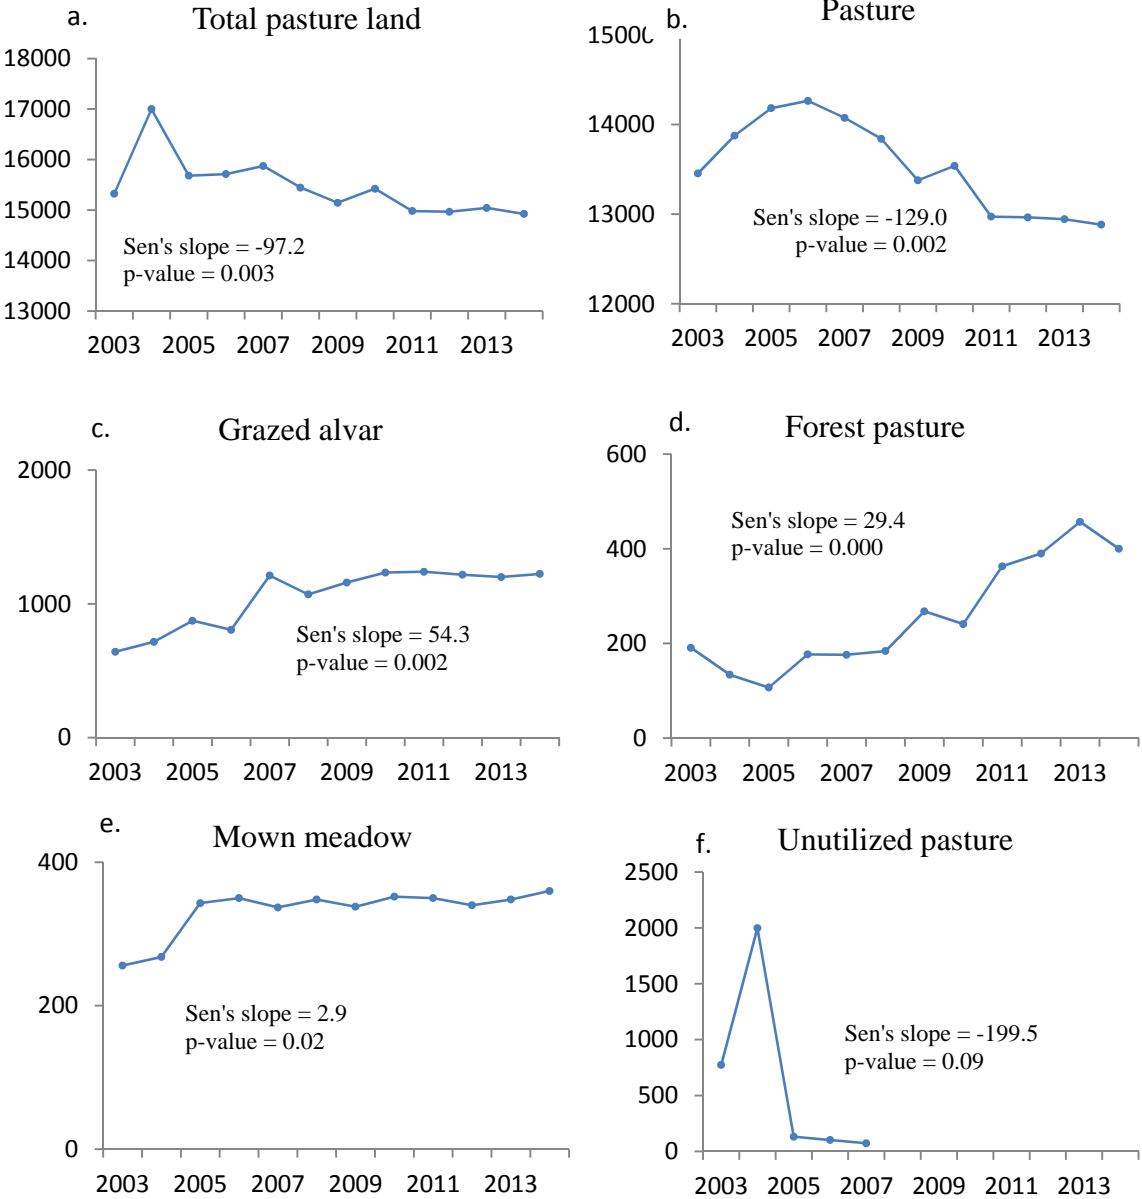 a.
Total pasture land
18000
17000
16000
15000
14000
13000
Sen's slope = -97.2
p-value = 0.003
2003 2005 2007 2009 2011 2013
b.
Pasture
15000
14000
13000
12000
Sen's slope = -129.0
p-value = 0.002
2003 2005 2007 2009 2011 2013
c.
Grazed alvar
2000
1000
0
Sen's slope = 54.3
p-value = 0.002
2003 2005 2007 2009 2011 2013
d.
Forest pasture
600
400
200
0
Sen's slope = 29.4
p-value = 0.000
2003 2005 2007 2009 2011 2013
e.
Mown meadow
400
200
0
Sen's slope = 2.9
p-value = 0.02
2003 2005 2007 2009 2011 2013
f.
Unutilized pasture
2500
2000
1500
1000
500
0
Sen's slope = -199.5
p-value = 0.09
2003 2005 2007 2009 2011 2013